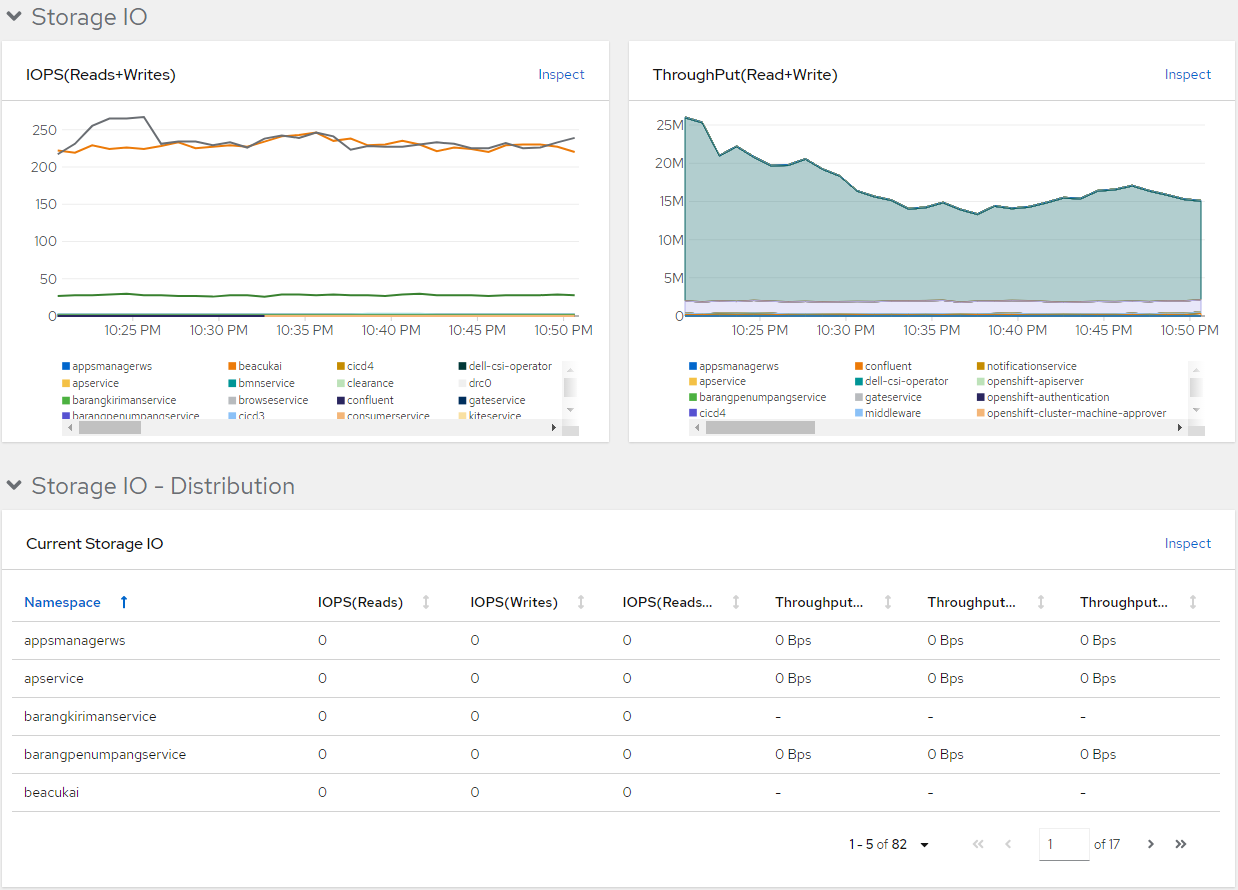 Storage IO
IOPS(Reads+Writes)
Inspect
250
200
150
100
50
0
10:25 PM 10:30 PM 10:35 PM 10:40 PM 10:45 PM 10:50 PM
appsmanagerws beacukai cicd4 dell-csi-operator
apservice bmnservice clearance drc0
barangkirimanservice browseservice confluent gateservice
barangpenumpangservice cicd3 consumerservice kiteservice
ThroughPut(Read+Write)
Inspect
25M
20M
15M
10M
5M
0
10:25 PM 10:30 PM 10:35 PM 10:40 PM 10:45 PM 10:50 PM
appsmanagerws confluent notificationservice
apservice dell-csi-operator openshift-apiserver
barangpenumpangservice gateservice openshift-authentication
cicd4 middleware openshift-cluster-machine-approver
Storage IO - Distribution
Current Storage IO
Inspect
Namespace IOPS(Reads) IOPS(Writes) IOPS(Reads... Throughput... Throughput... Throughput...
appsmanagerws 0 0 0 0 Bps 0 Bps 0 Bps
apservice 0 0 0 0 Bps 0 Bps 0 Bps
barangkirimanservice 0 0 0 - - -
barangpenumpangservice 0 0 0 0 Bps 0 Bps 0 Bps
beacukai 0 0 0 - - -
1 - 5 of 82 1 of 17